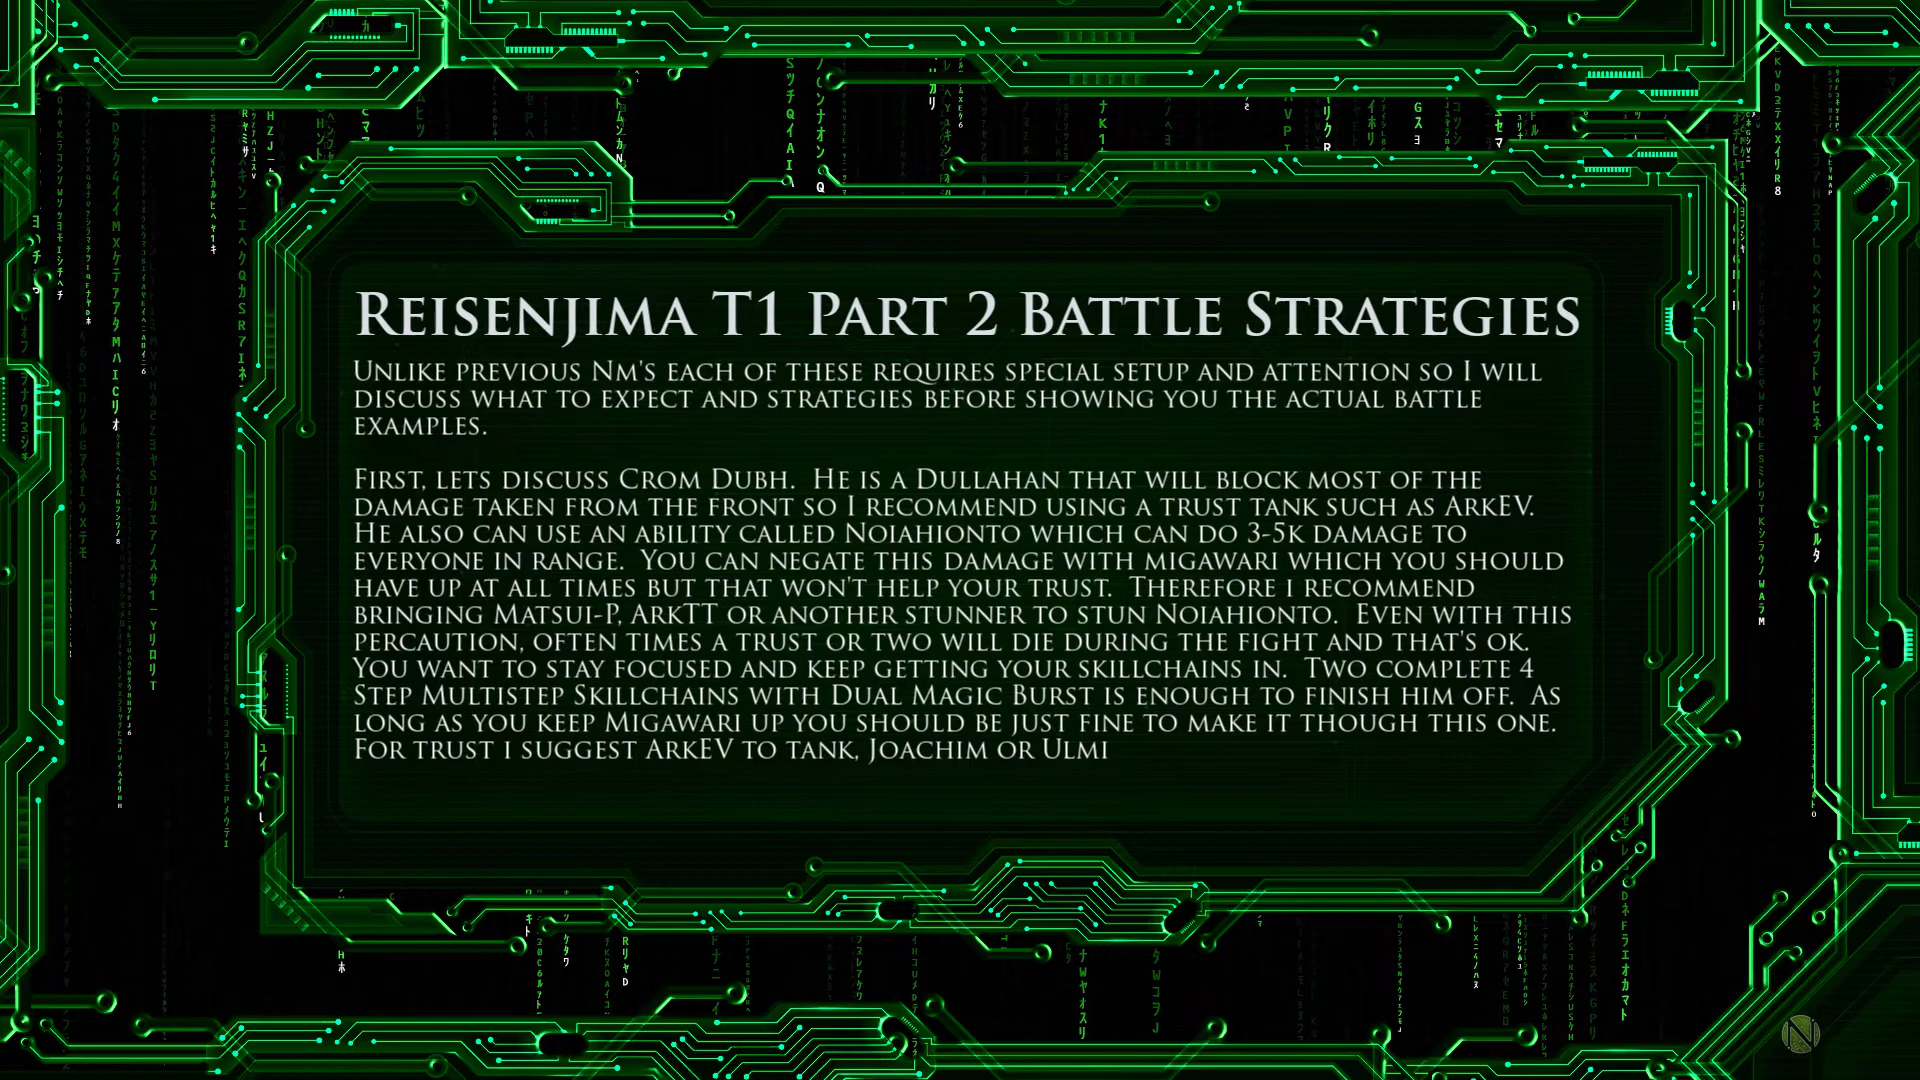 Reisenjima T1 Part 2 Battle Strategies
Unlike previous Nm's each of these requires special setup and attention so I will
discuss what to expect and strategies before showing you the actual battle
examples.
First, lets discuss Crom Dubh.  He is a Dullahan that will block most of the
damage taken from the front so I recommend using a trust tank such as ArkEV.
He also can use an ability called Noiahionto which can do 3-5k damage to
everyone in range.  You can negate this damage with migawari which you should
have up at all times but that won't help your trust.  Therefore I recommend
bringing Matsui-P, ArkTT or another stunner to stun Noiahionto.  Even with this
percaution, often times a trust or two will die during the fight and that's ok.
You want to stay focused and keep getting your skillchains in.  Two complete 4
Step Multistep Skillchains with Dual Magic Burst is enough to finish him off.  As
long as you keep Migawari up you should be just fine to make it though this one.
For trust I suggest ArkEV to tank, Joachim or Ulmi